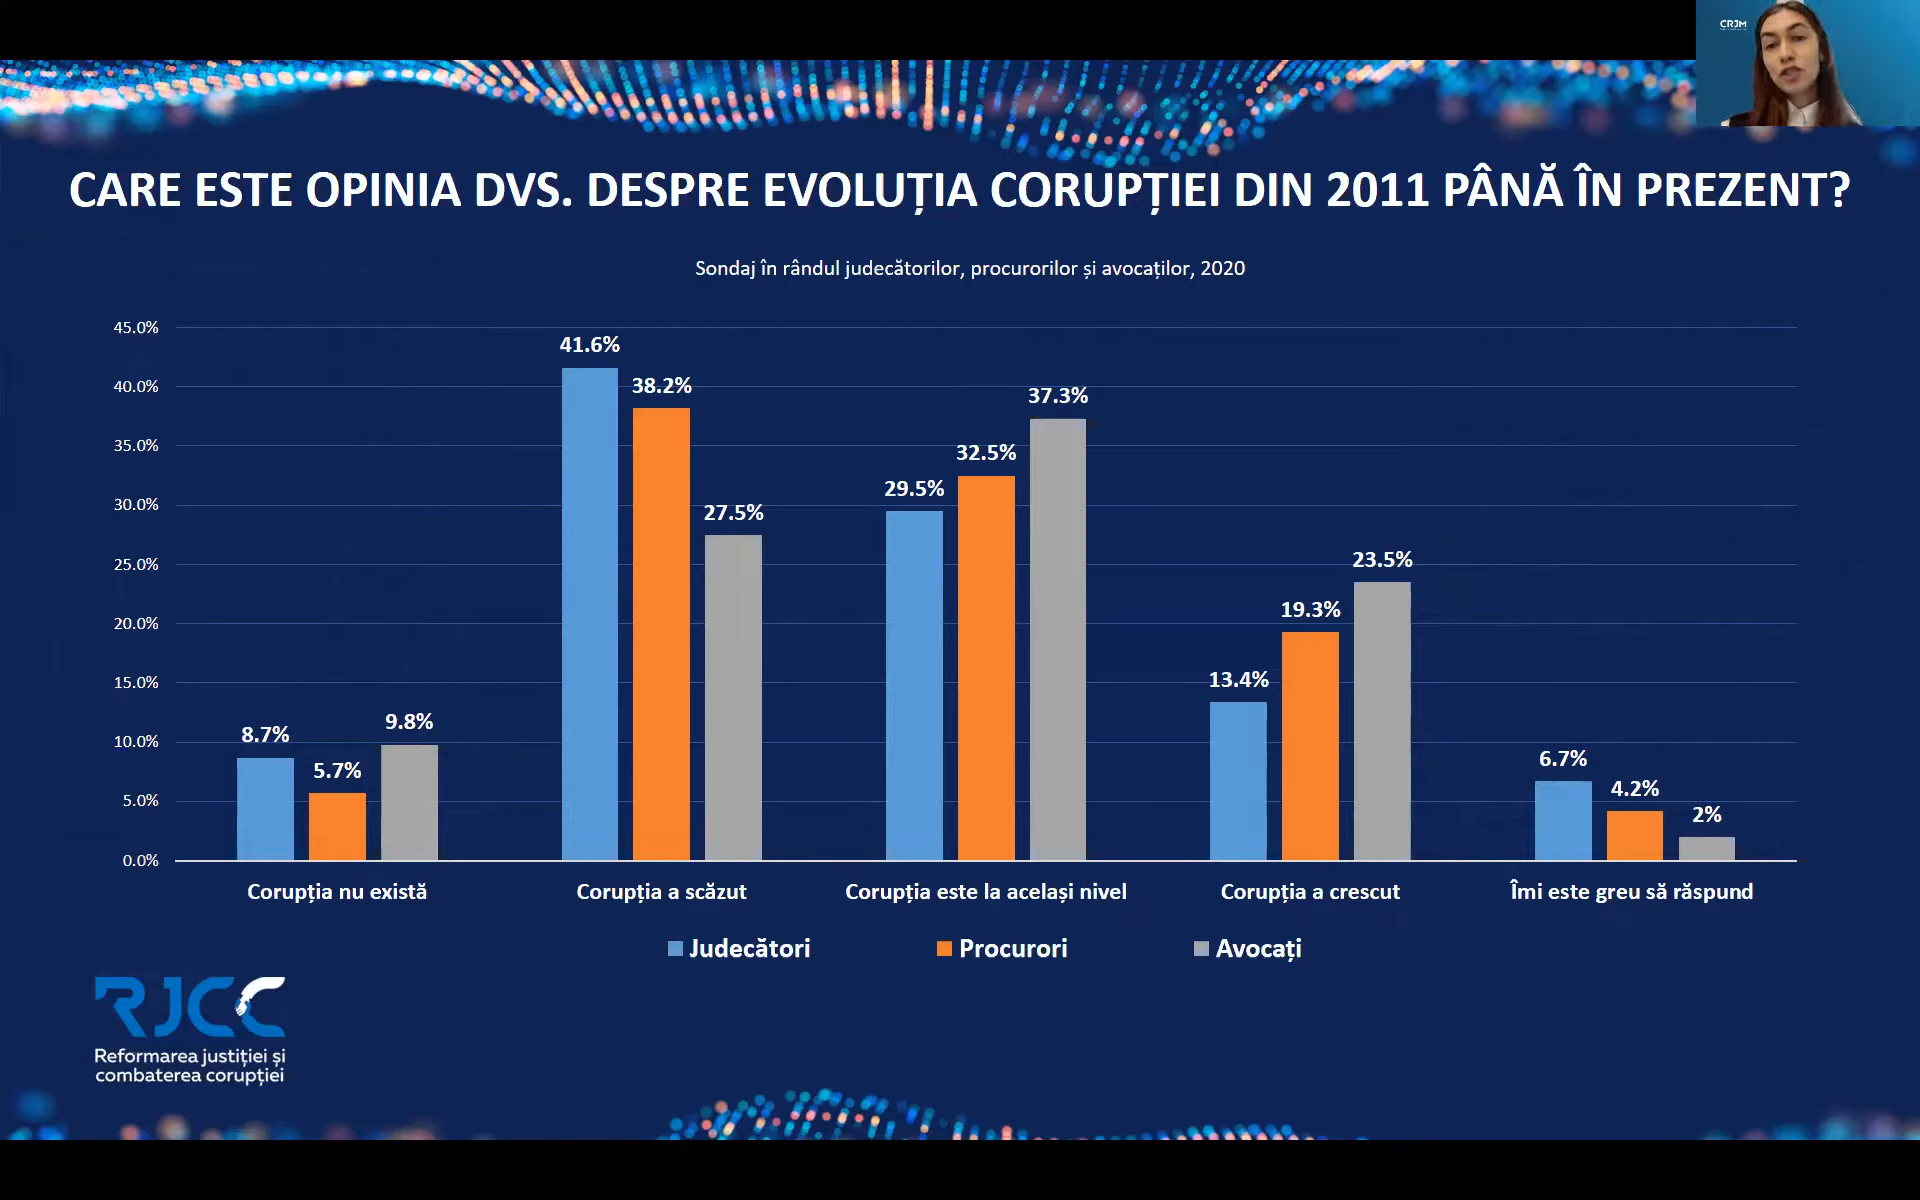 CRJM
CARE ESTE OPINIA DVS. DESPRE EVOLUȚIA CORUPȚIEI DIN 2011 PÂNĂ ÎN PREZENT?
Sondaj în rândul judecătorilor, procurorilor și avocaților, 2020
45.0%
40.0%
35.0%
30.0%
25.0%
20.0%
15.0%
10.0%
5.0%
0.0%
8.7%
5.7%
9.8%
41.6%
38.2%
27.5%
29.5%
32.5%
37.3%
13.4%
19.3%
23.5%
6.7%
4.2%
2%
Corupția nu există
Corupția a scăzut
Corupția este la același nivel
Corupția a crescut
Îmi este greu să răspund
Judecători
Procurori
Avocați
RJCC
Reformarea justiției și
combaterea corupției